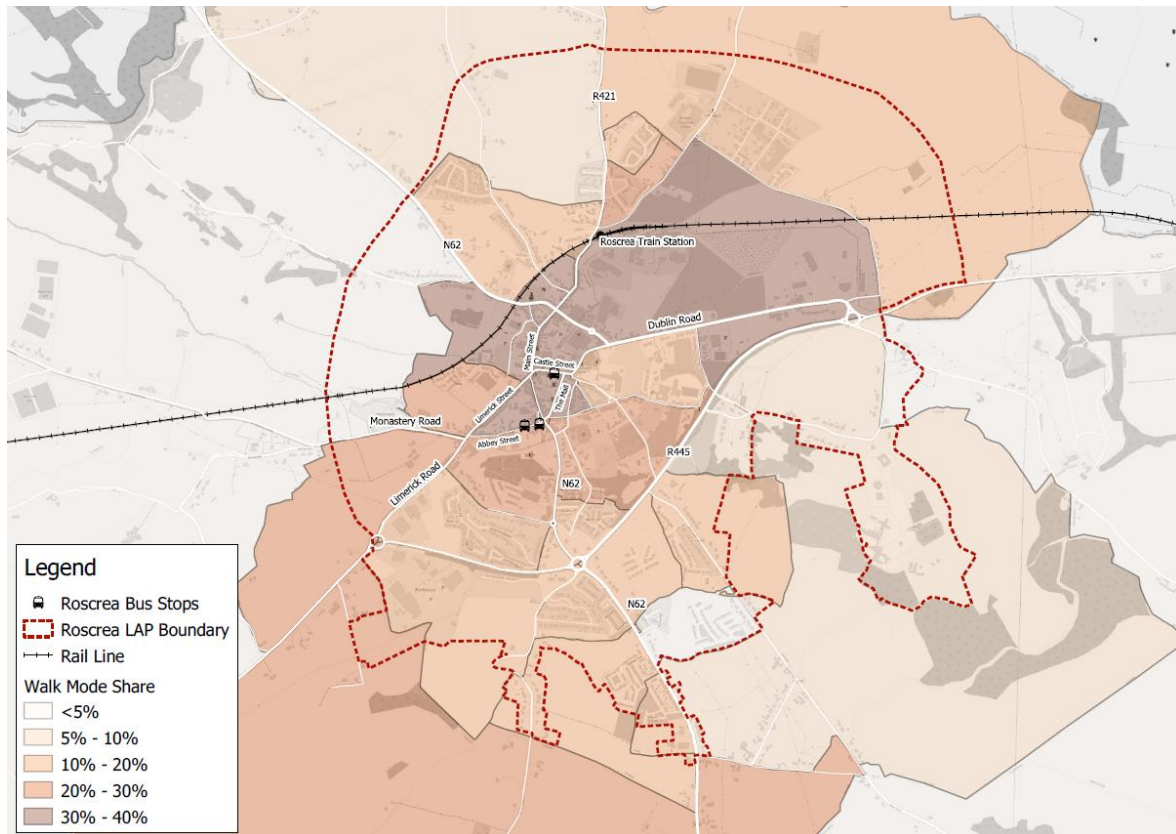 R421
N62
Roscrea Train Station
Dublin Road
Main Street
Castle Street
The Mall
Limerick Street
Monastery Road
Abbey Street
R445
N62
Limerick Road
N62
Legend
Roscrea Bus Stops
Roscrea LAP Boundary
Rail Line
Walk Mode Share
<5%
5% - 10%
10% - 20%
20% - 30%
30% - 40%